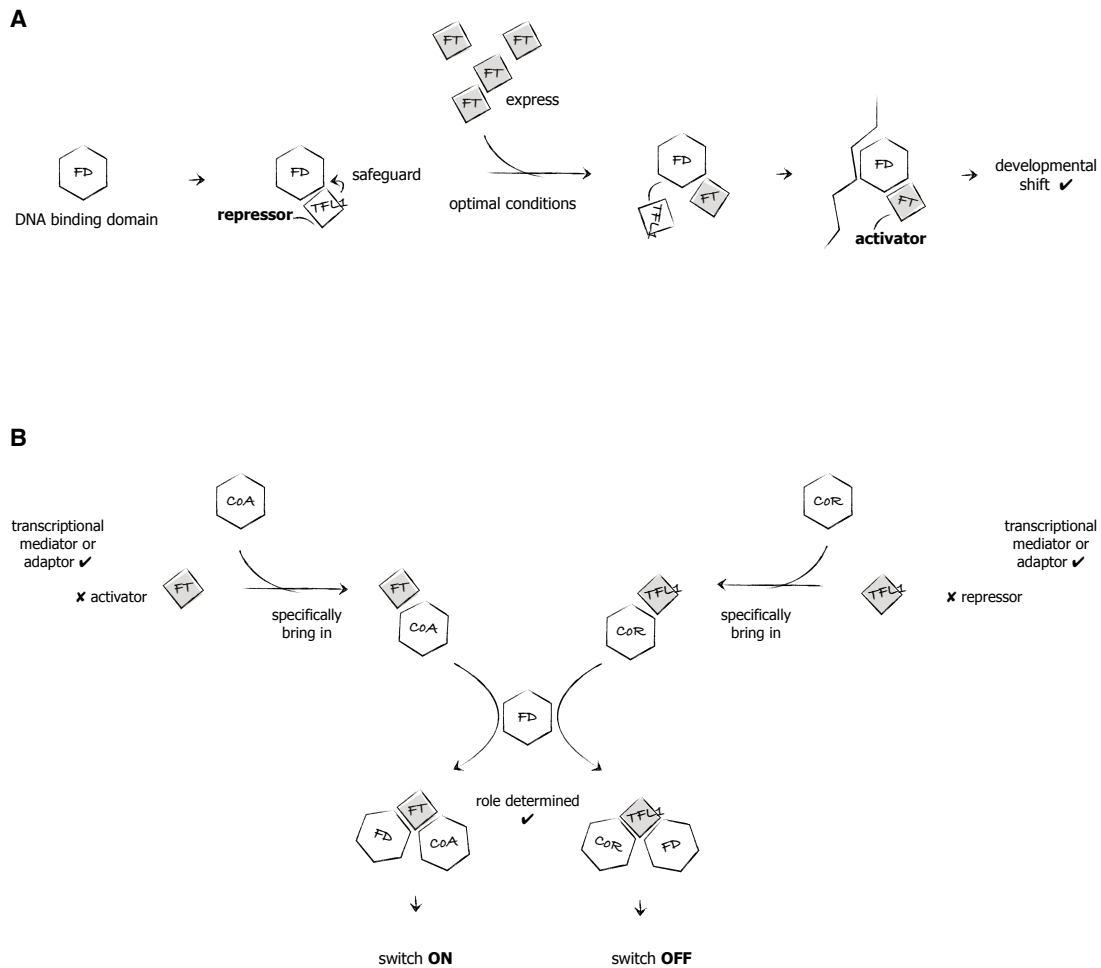 A
FT
FT
FT
FT
express
FD
DNA binding domain
FD
TFL1
safeguard
repressor
optimal conditions
FD
TFL1
FT
FD
FT
activator
developmental
shift ✔
B
CoA
transcriptional
mediator or
adaptor ✔
✘ activator
FT
specifically
bring in
FT
CoA
CoR
transcriptional
mediator or
adaptor ✔
TFL1
✘ repressor
specifically
bring in
TFL1
CoR
FD
role determined
✔
FT
FD
CoA
TFL1
CoR
FD
switch ON
switch OFF